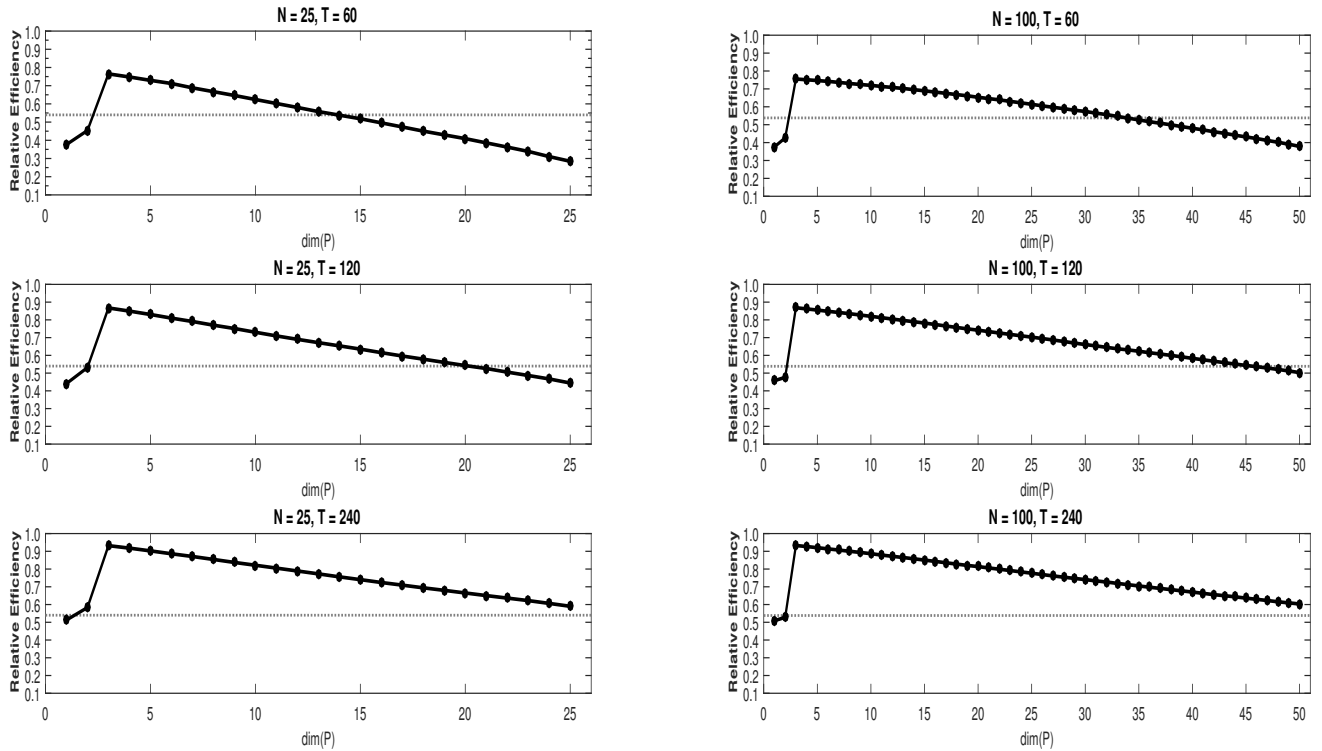 N = 25, T = 60
Relative Efficiency
1.0
0.9
0.8
0.7
0.6
0.5
0.4
0.3
0.2
0.1
0 5 10 15 20 25
dim(P)
N = 100, T = 60
Relative Efficiency
1.0
0.9
0.8
0.7
0.6
0.5
0.4
0.3
0.2
0.1
0 5 10 15 20 25 30 35 40 45 50
dim(P)
N = 25, T = 120
Relative Efficiency
1.0
0.9
0.8
0.7
0.6
0.5
0.4
0.3
0.2
0.1
0 5 10 15 20 25
dim(P)
N = 100, T = 120
Relative Efficiency
1.0
0.9
0.8
0.7
0.6
0.5
0.4
0.3
0.2
0.1
0 5 10 15 20 25 30 35 40 45 50
dim(P)
N = 25, T = 240
Relative Efficiency
1.0
0.9
0.8
0.7
0.6
0.5
0.4
0.3
0.2
0.1
0 5 10 15 20 25
dim(P)
N = 100, T = 240
Relative Efficiency
1.0
0.9
0.8
0.7
0.6
0.5
0.4
0.3
0.2
0.1
0 5 10 15 20 25 30 35 40 45 50
dim(P)